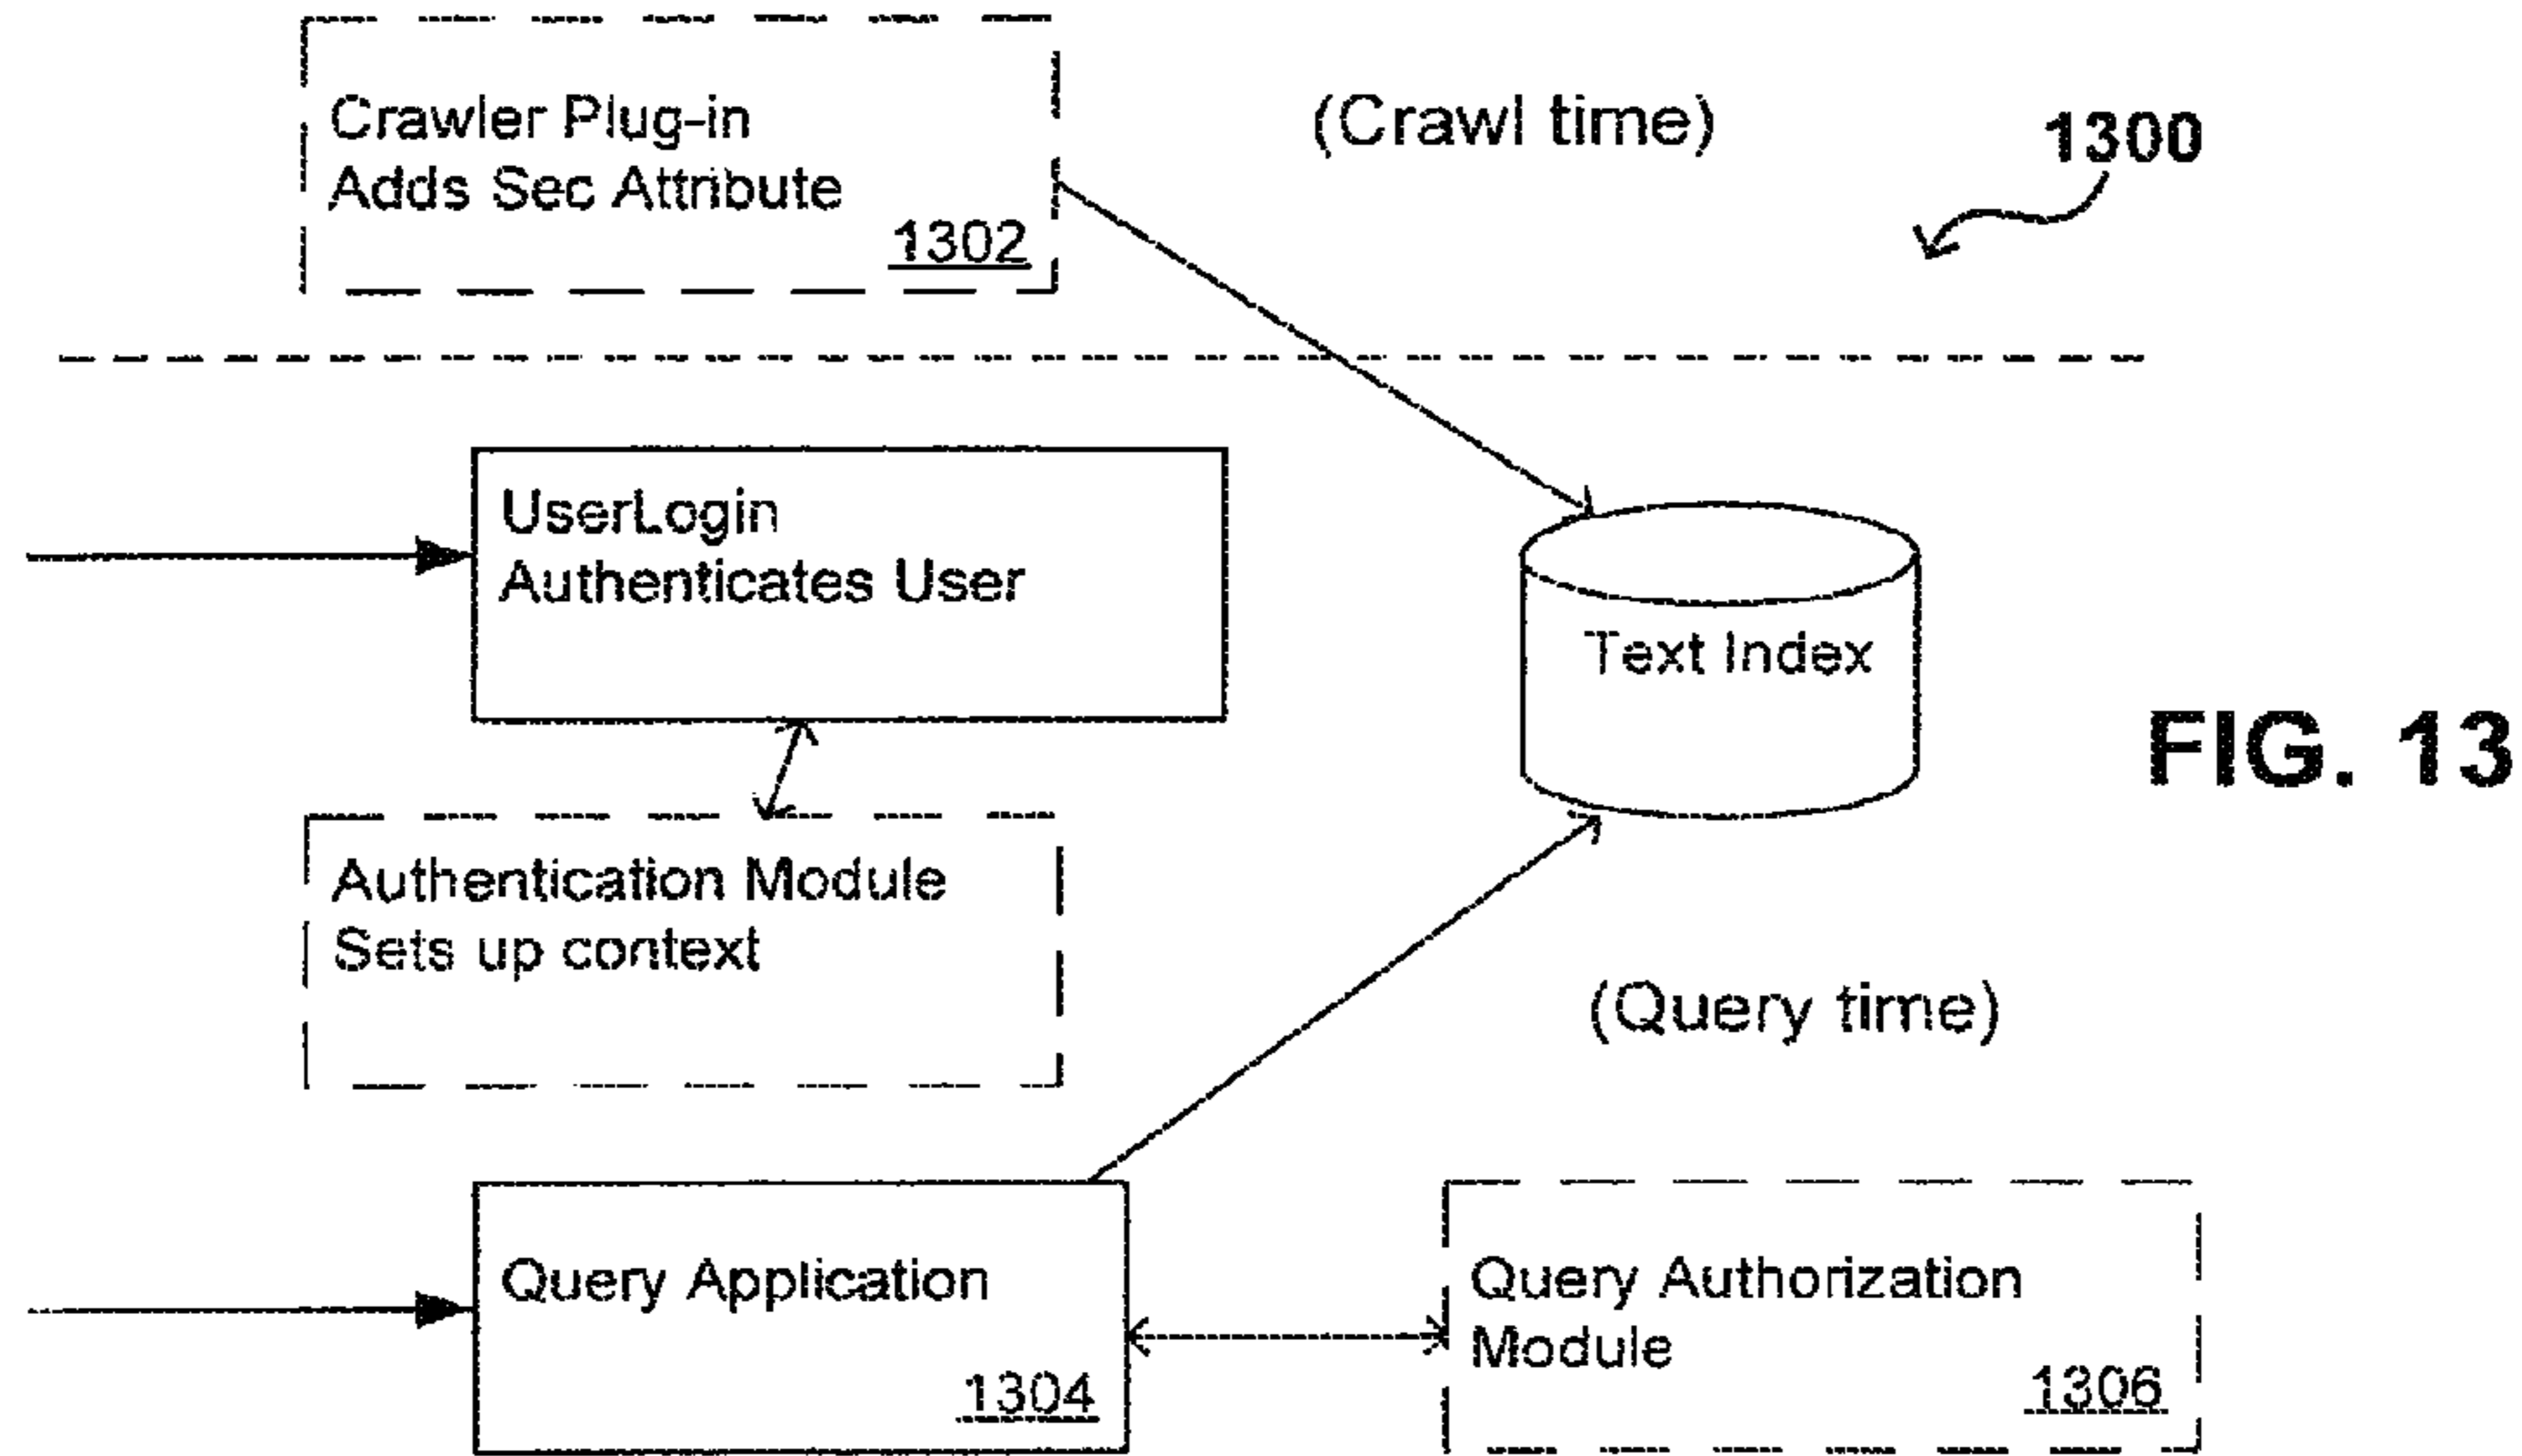 Crawler Plug-in
Adds Sec Attribute
1302
(Crawl time)
1300
UserLogin
Authenticates User
Text Index
FIG. 13
Authentication Module
Sets up context
(Query time)
Query Application
1304
Query Authorization
Module
1306